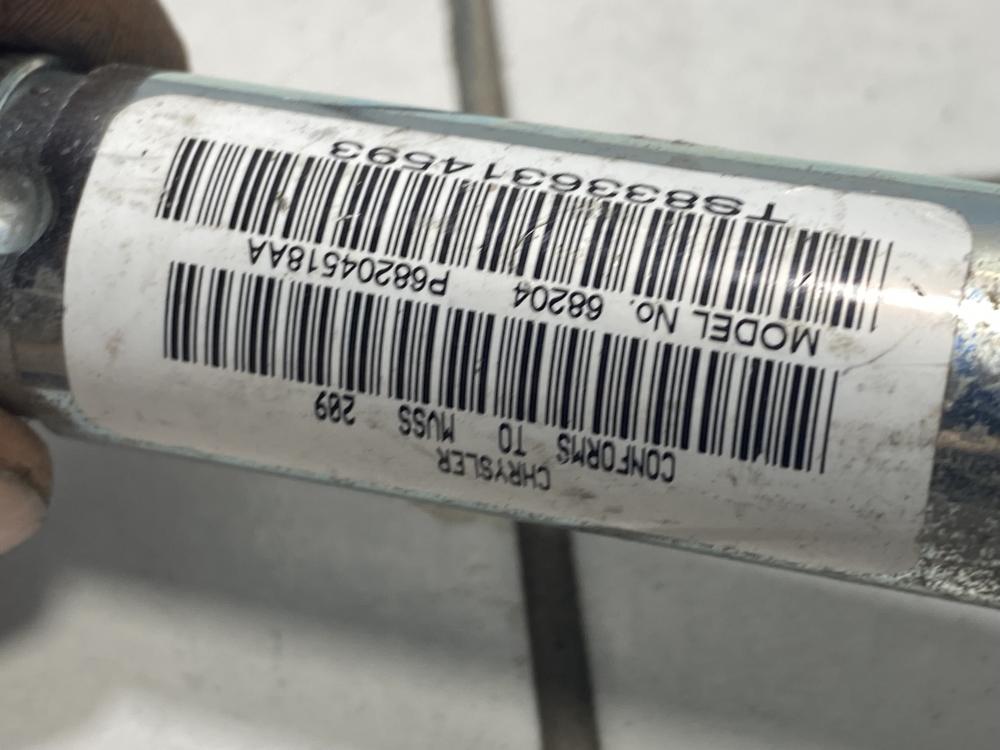 CHRYSLER
CONFORMS TO MVSS 209
MODEL No. 68204 P68204518AA
TS8336314593